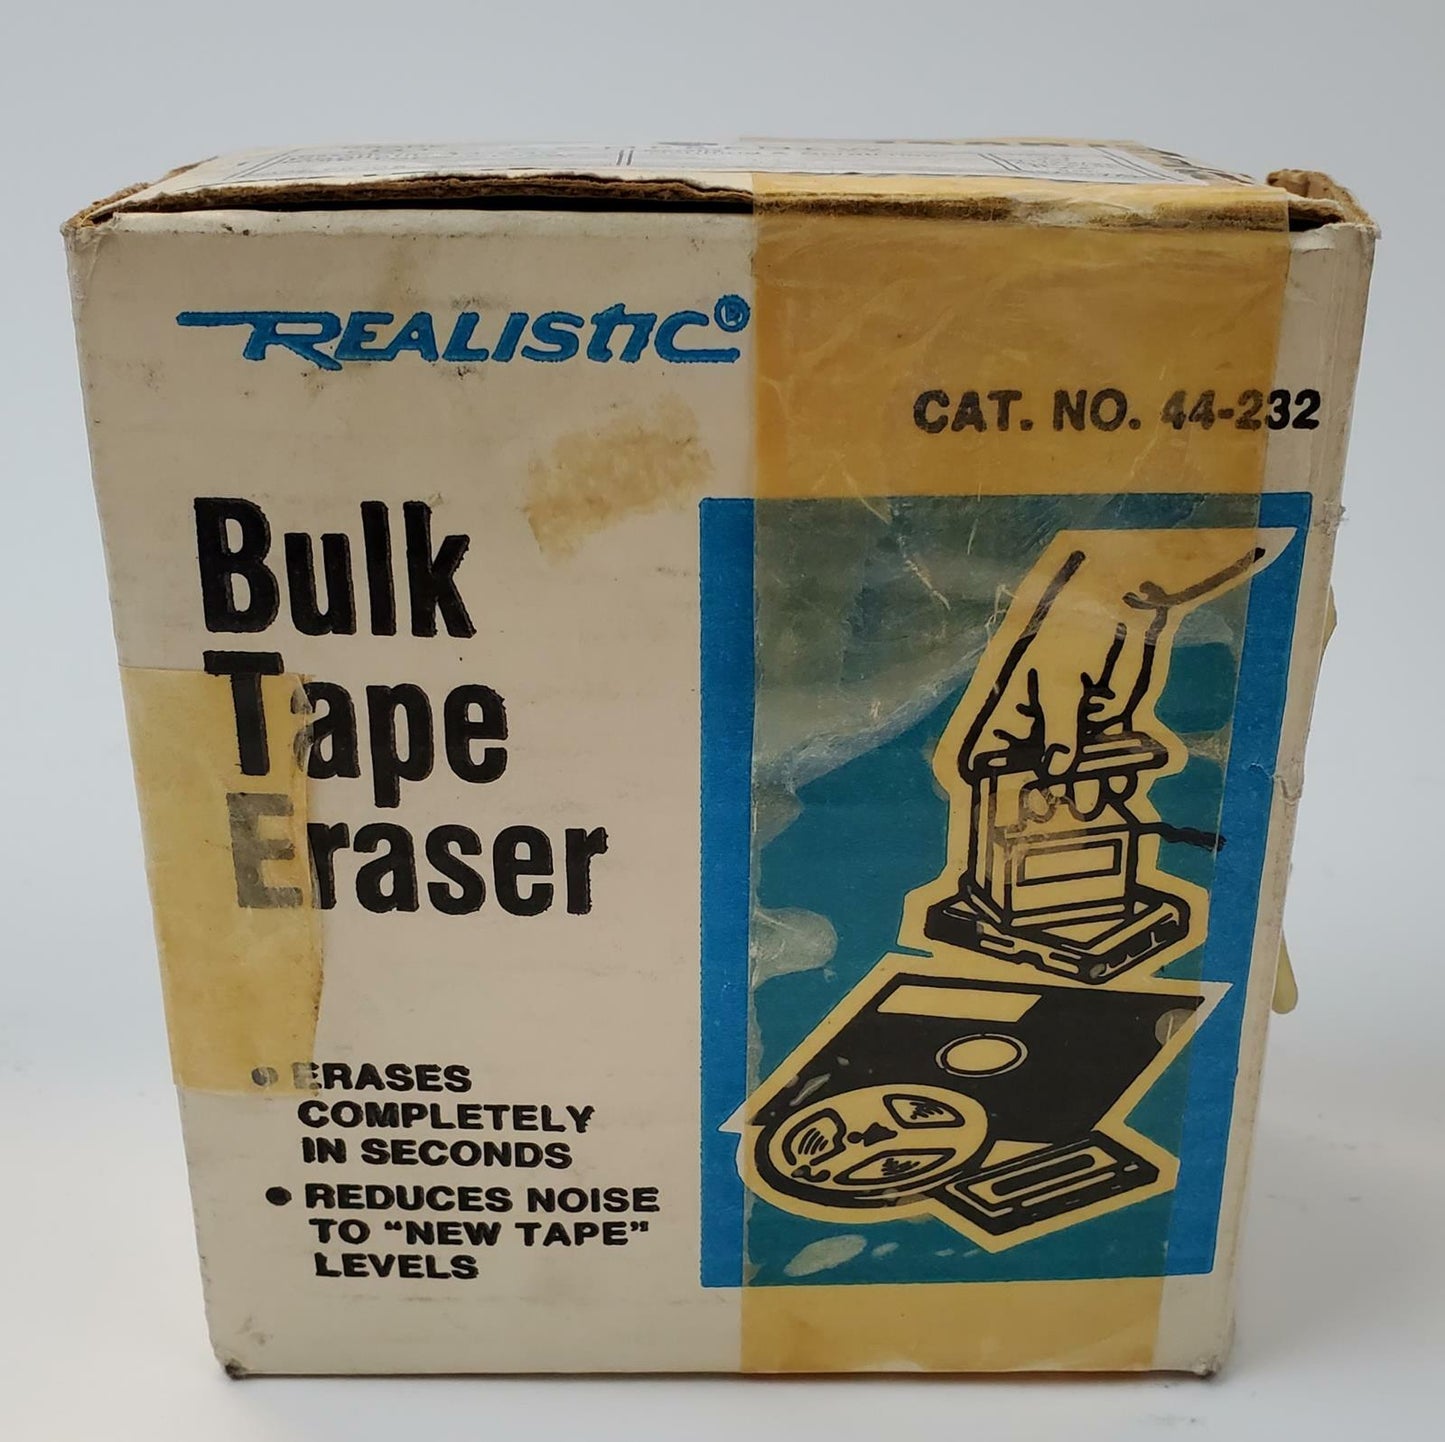 REALISTIC®
CAT. NO. 44-232
Bulk
Tape
Eraser
• ERASES
COMPLETELY
IN SECONDS
• REDUCES NOISE
TO "NEW TAPE"
LEVELS